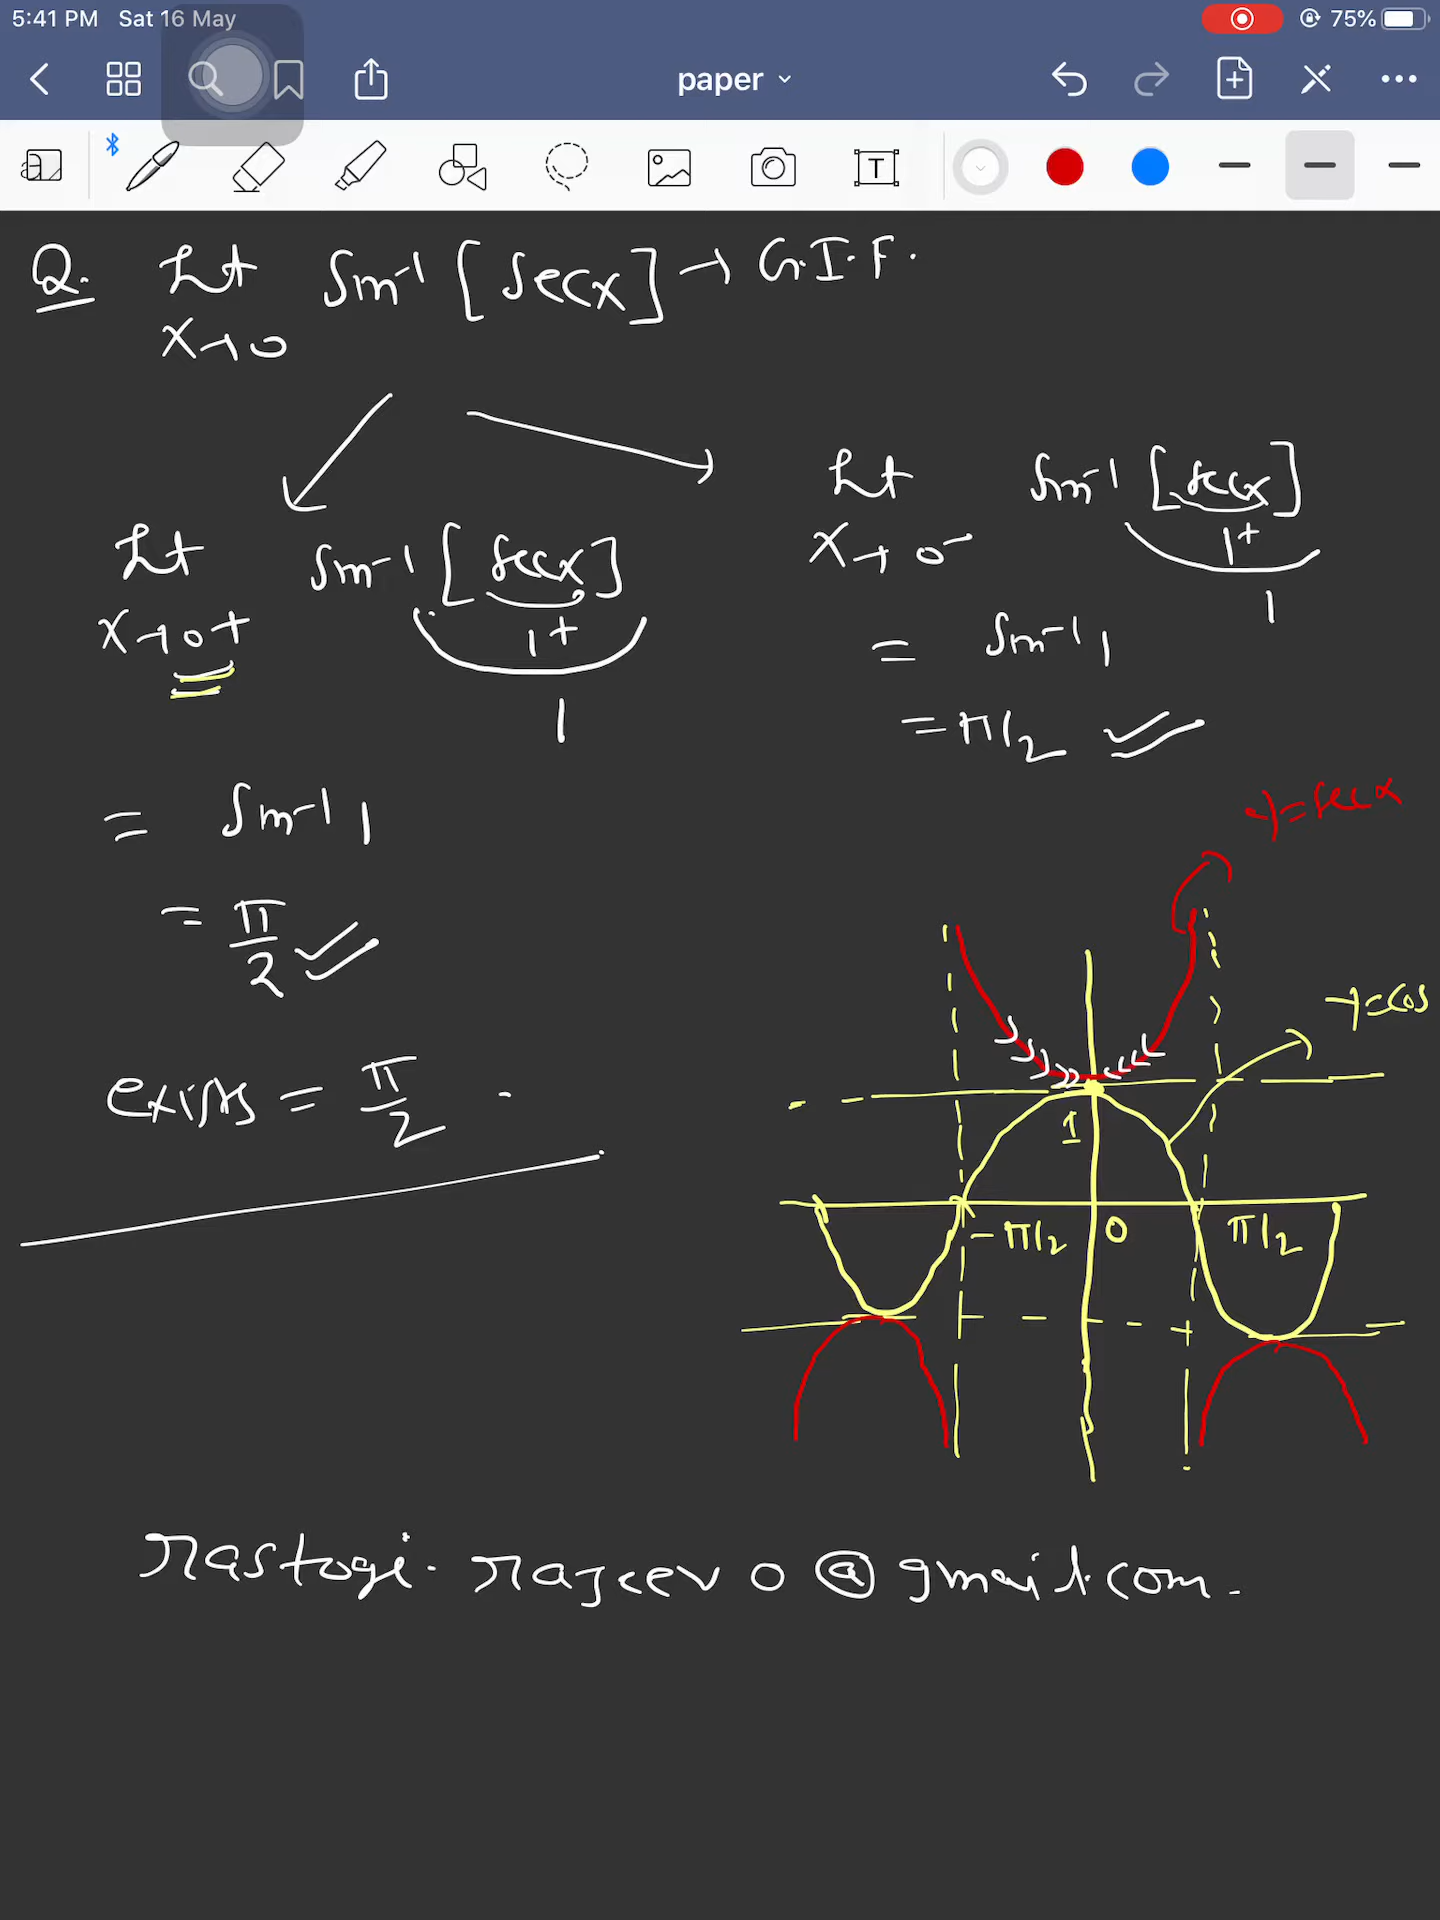 5:41 PM Sat 16 May
75%
paper
T
Q. Lt Sin⁻¹ [Secx] → G.I.F.
x→0
Lt Sin⁻¹ [Secx]
x→0⁻ 1⁺
1
= Sin⁻¹ 1
= π/2
Lt Sin⁻¹ [Secx]
x→0+ 1⁺
1
= Sin⁻¹ 1
= π/2
exists = π/2
y=secx
y=cos
1
-π/2 0 π/2
rastogi.rajeev0@gmail.com.